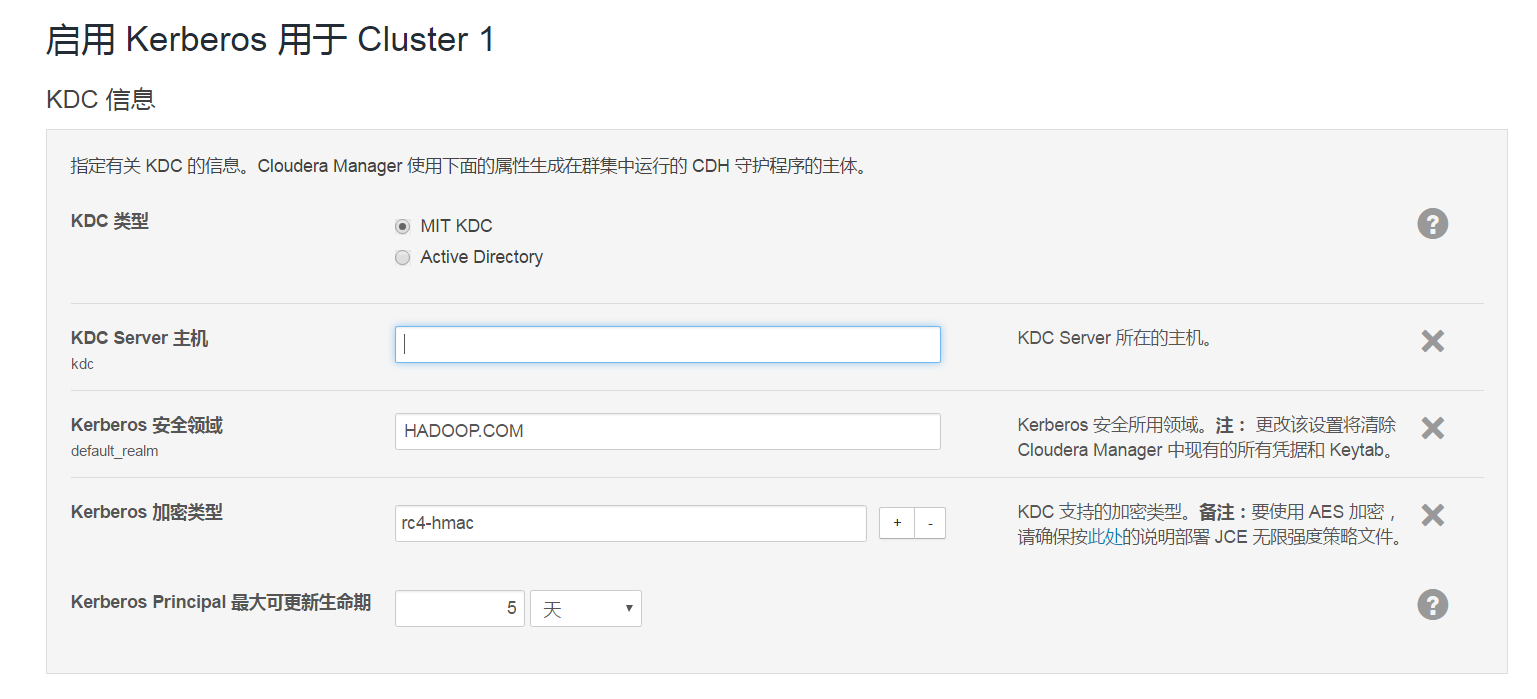 启用 Kerberos 用于 Cluster 1
KDC 信息
指定有关 KDC 的信息。Cloudera Manager 使用下面的属性生成在群集中运行的 CDH 守护程序的主体。
KDC 类型
MIT KDC
Active Directory
KDC Server 主机
kdc
KDC Server 所在的主机。
Kerberos 安全领域
default_realm
HADOOP.COM
Kerberos 安全所用领域。注： 更改该设置将清除
Cloudera Manager 中现有的所有凭据和 Keytab。
Kerberos 加密类型
rc4-hmac
+
-
KDC 支持的加密类型。备注：要使用 AES 加密，
请确保按此处的说明部署 JCE 无限强度策略文件。
Kerberos Principal 最大可更新生命期
5
天